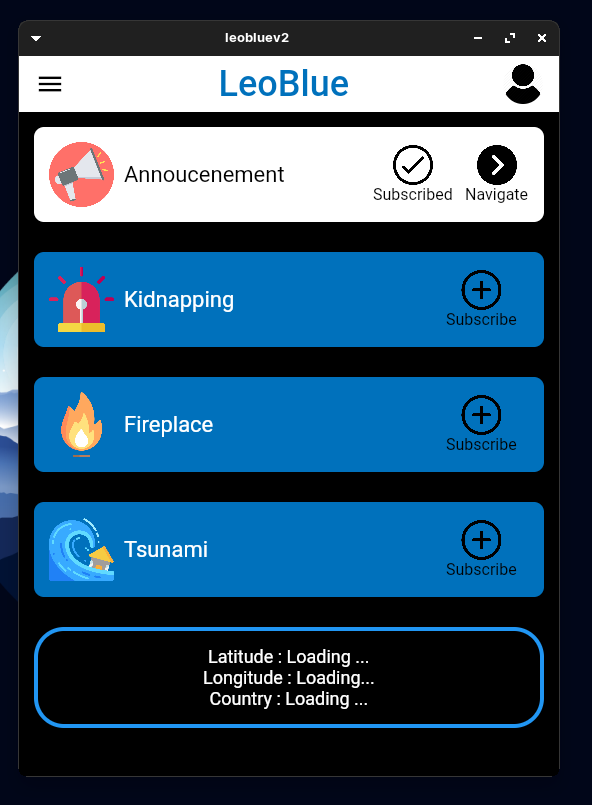 leobluev2
LeoBlue
Annoucenement
Subscribed
Navigate
Kidnapping
Subscribe
Fireplace
Subscribe
Tsunami
Subscribe
Latitude : Loading ...
Longitude : Loading...
Country : Loading ...